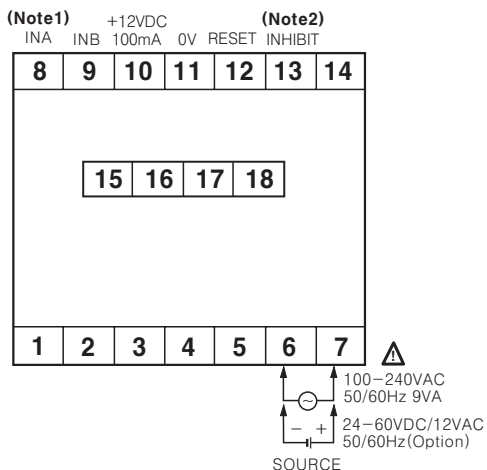 (Note1) +12VDC (Note2)
INA INB 100mA 0V RESET INHIBIT
8 9 10 11 12 13 14
15 16 17 18
1 2 3 4 5 6 7
100-240VAC
50/60Hz 9VA
- + 24-60VDC/12VAC
50/60Hz(Option)
SOURCE